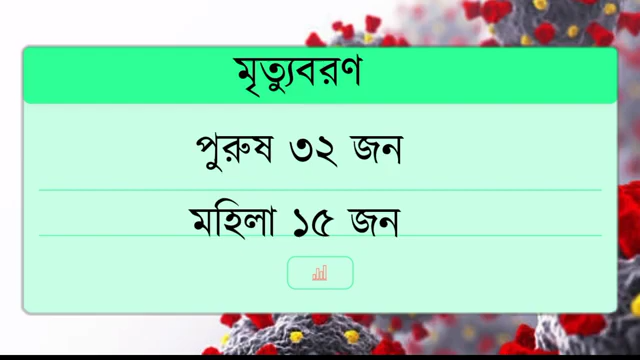 মৃত্যুবরণ
পুরুষ ৩২ জন
মহিলা ১৫ জন